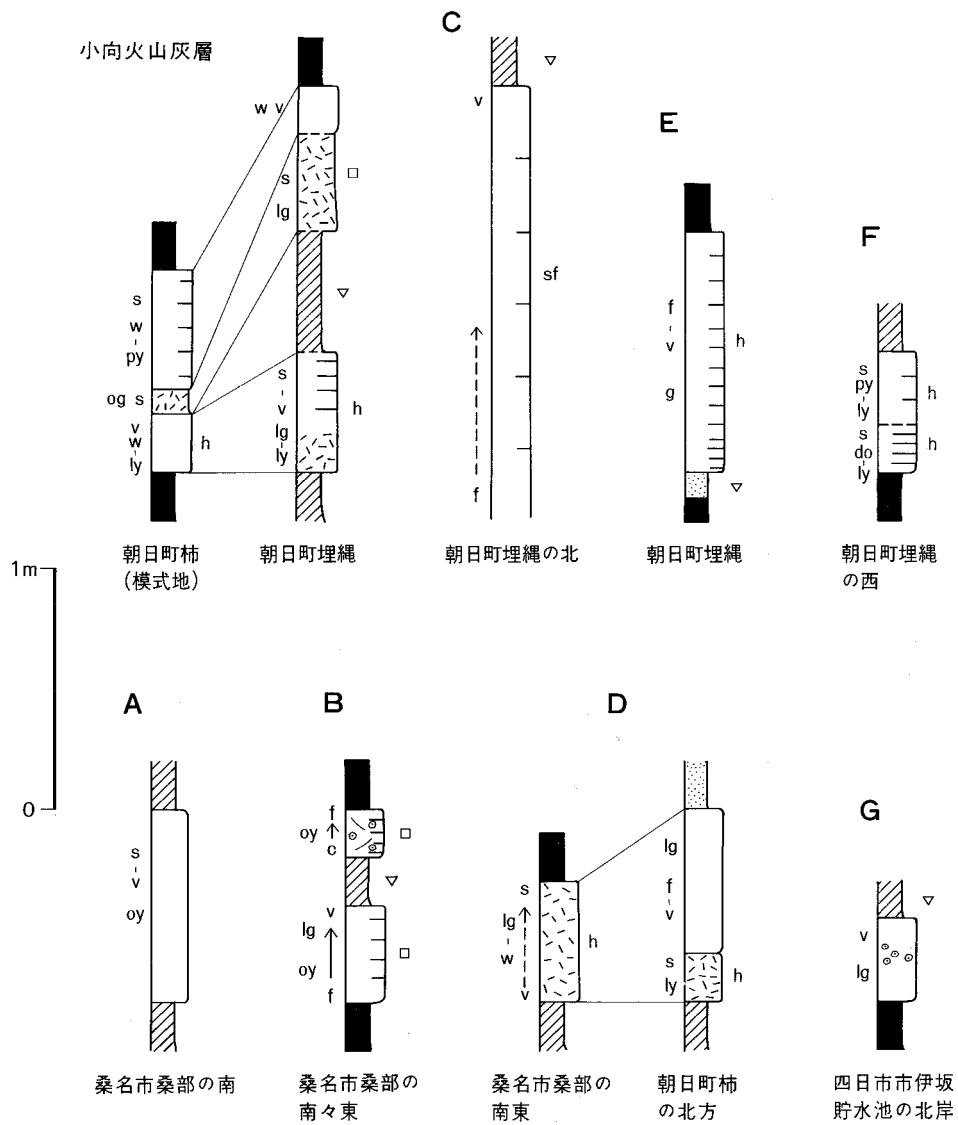 小向火山灰層
w v
s
lg
s
w
-
py
og s
v
w
-
ly
h
s
-
v
lg
-
ly
h
朝日町柿
(模式地)
朝日町埋縄
C
v
sf
f
朝日町埋縄の北
E
f
-
v
g
h
朝日町埋縄
F
s
py
-
ly
h
s
do
-
ly
h
朝日町埋縄
の西
1m
0
A
s
-
v
oy
桑名市桑部の南
B
f
oy
c
v
lg
oy
f
桑名市桑部の
南々東
D
s
lg
-
w
v
h
桑名市桑部の
南東
lg
f
-
v
s
ly
h
朝日町柿
の北方
G
v
lg
四日市市伊坂
貯水池の北岸